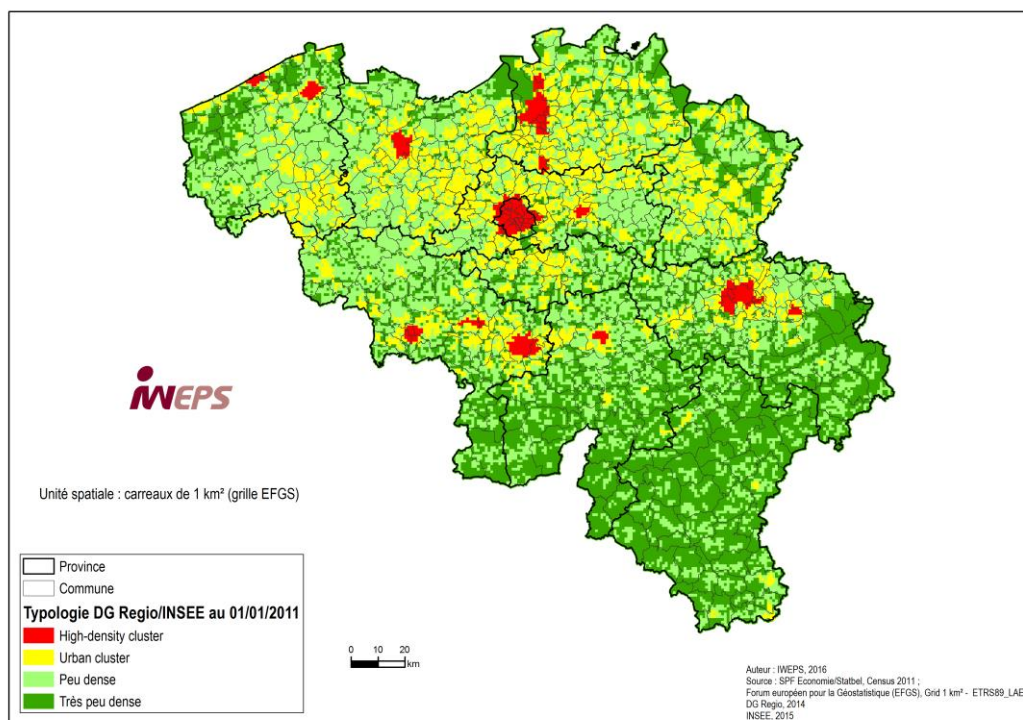 iWEPS
Unité spatiale : carreaux de 1 km² (grille EFGS)
Province
Commune
Typologie DG Regio/INSEE au 01/01/2011
High-density cluster
Urban cluster
Peu dense
Très peu dense
0 10 20
km
Auteur : IWEPS, 2016
Source : SPF Economie/Statbel, Census 2011 ;
Forum européen pour la Géostatistique (EFGS), Grid 1 km² - ETRS89_LAE
DG Regio, 2014
INSEE, 2015